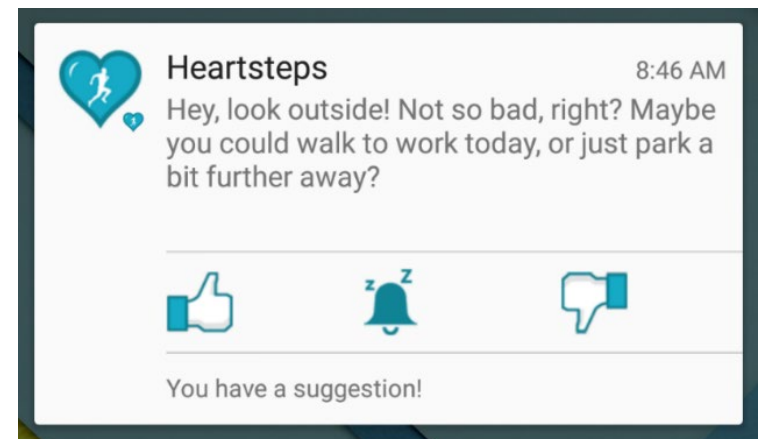 Heartsteps
8:46 AM
Hey, look outside! Not so bad, right? Maybe
you could walk to work today, or just park a
bit further away?
z z
You have a suggestion!